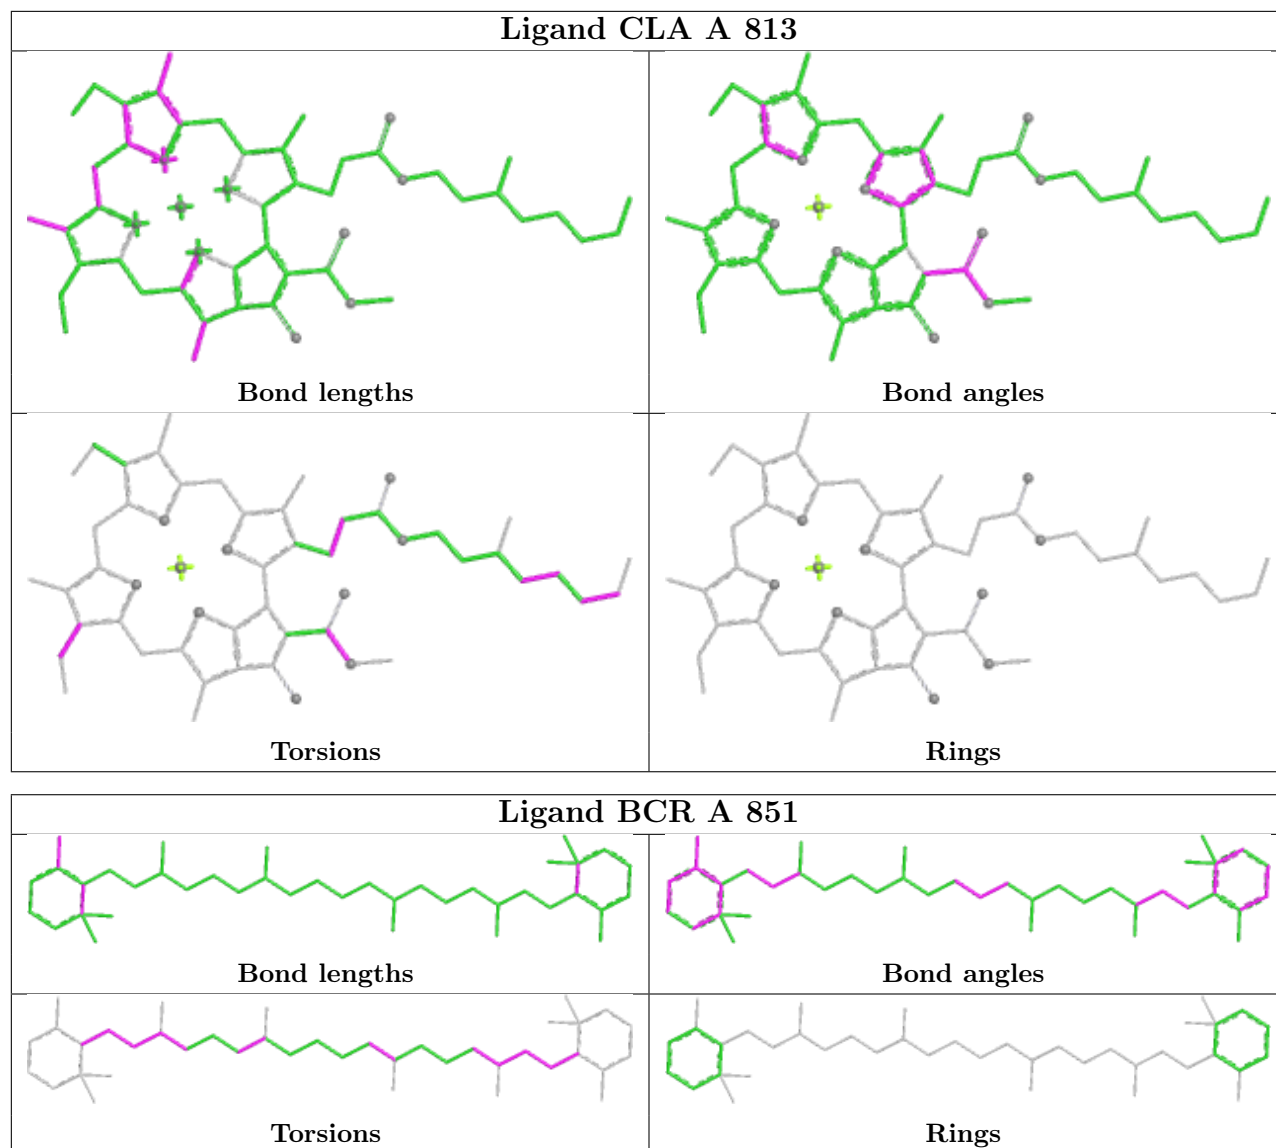 Ligand CLA A 813
Bond lengths
Bond angles
Torsions
Rings
Ligand BCR A 851
Bond lengths
Bond angles
Torsions
Rings